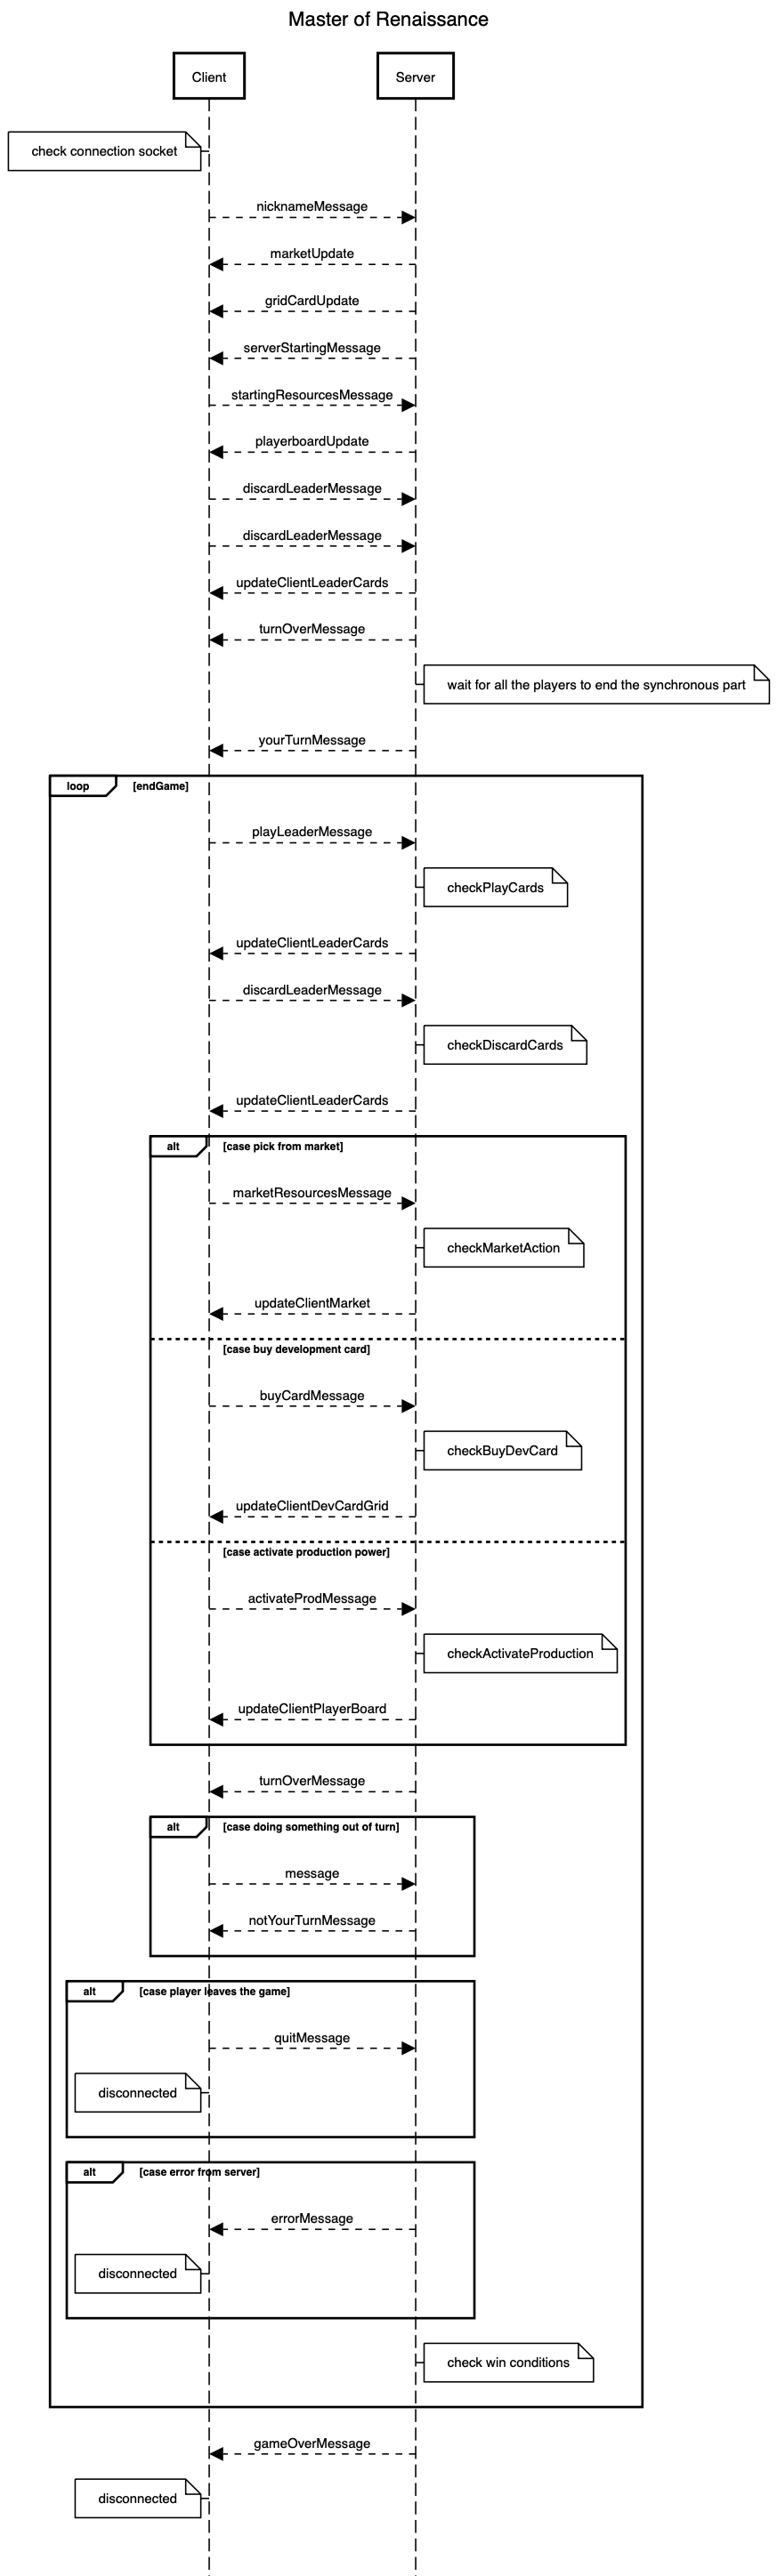 Master of Renaissance
Client
Server
check connection socket
nicknameMessage
marketUpdate
gridCardUpdate
serverStartingMessage
startingResourcesMessage
playerboardUpdate
discardLeaderMessage
discardLeaderMessage
updateClientLeaderCards
turnOverMessage
wait for all the players to end the synchronous part
yourTurnMessage
loop
[endGame]
playLeaderMessage
checkPlayCards
updateClientLeaderCards
discardLeaderMessage
checkDiscardCards
updateClientLeaderCards
alt
[case pick from market]
marketResourcesMessage
checkMarketAction
updateClientMarket
[case buy development card]
buyCardMessage
checkBuyDevCard
updateClientDevCardGrid
[case activate production power]
activateProdMessage
checkActivateProduction
updateClientPlayerBoard
turnOverMessage
alt
[case doing something out of turn]
message
notYourTurnMessage
alt
[case player leaves the game]
quitMessage
disconnected
alt
[case error from server]
errorMessage
disconnected
check win conditions
gameOverMessage
disconnected